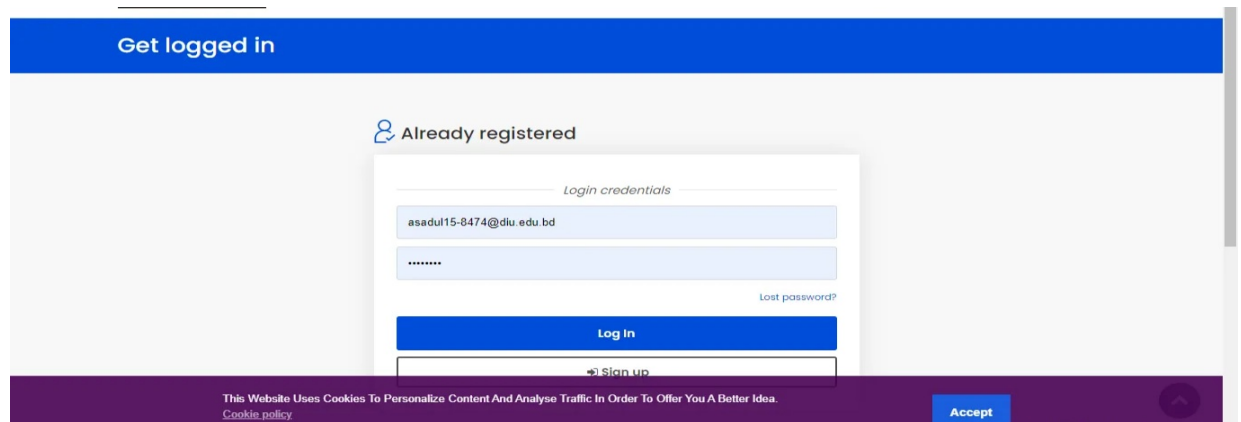 Get logged in
Already registered
Login credentials
asadul15-8474@diu.edu.bd
••••••••
Lost password?
Log In
Sign up
This Website Uses Cookies To Personalize Content And Analyse Traffic In Order To Offer You A Better Idea.
Cookie policy
Accept